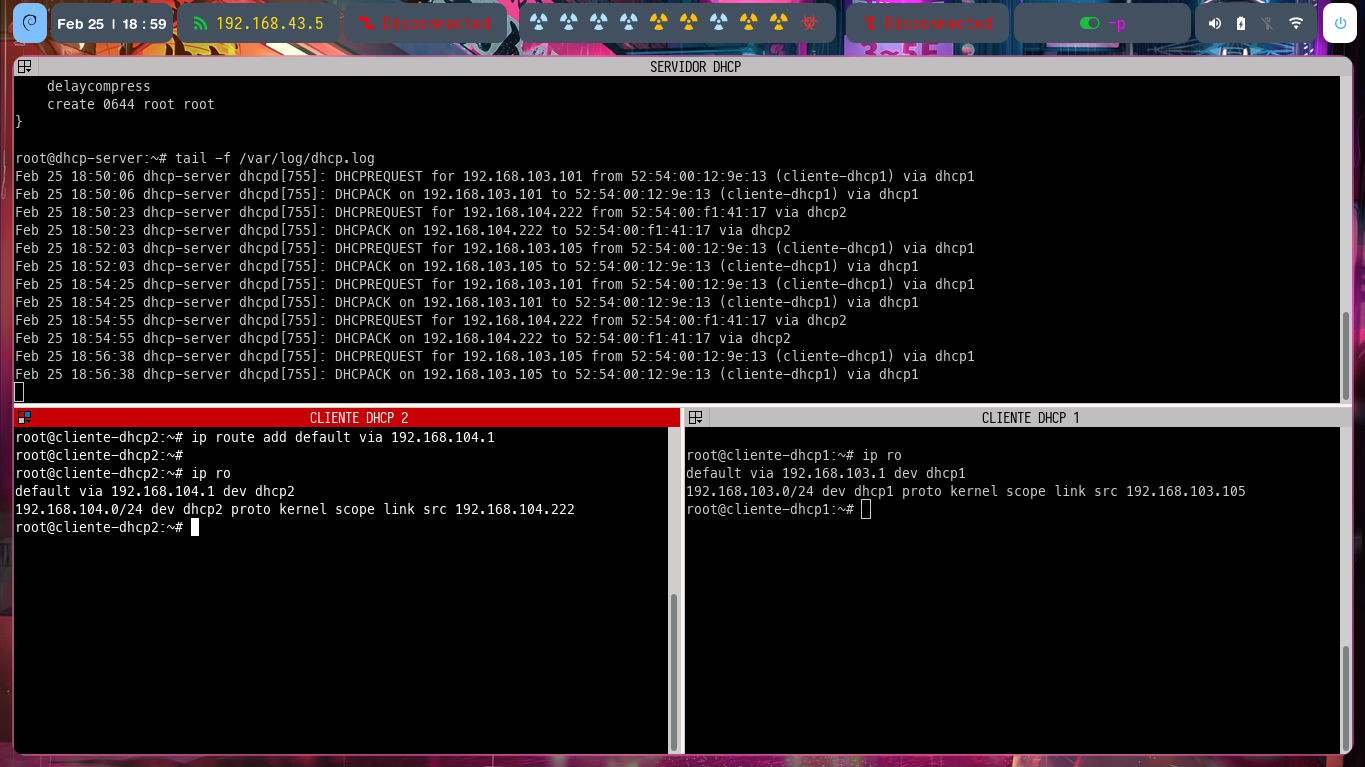 Feb 25 | 18:59
192.168.43.5
Disconnected
Disconnected
-p
SERVIDOR DHCP
    delaycompress
    create 0644 root root
}
root@dhcp-server:~# tail -f /var/log/dhcp.log
Feb 25 18:50:06 dhcp-server dhcpd[755]: DHCPREQUEST for 192.168.103.101 from 52:54:00:12:9e:13 (cliente-dhcp1) via dhcp1
Feb 25 18:50:06 dhcp-server dhcpd[755]: DHCPACK on 192.168.103.101 to 52:54:00:12:9e:13 (cliente-dhcp1) via dhcp1
Feb 25 18:50:23 dhcp-server dhcpd[755]: DHCPREQUEST for 192.168.104.222 from 52:54:00:f1:41:17 via dhcp2
Feb 25 18:50:23 dhcp-server dhcpd[755]: DHCPACK on 192.168.104.222 to 52:54:00:f1:41:17 via dhcp2
Feb 25 18:52:03 dhcp-server dhcpd[755]: DHCPREQUEST for 192.168.103.105 from 52:54:00:12:9e:13 (cliente-dhcp1) via dhcp1
Feb 25 18:52:03 dhcp-server dhcpd[755]: DHCPACK on 192.168.103.105 to 52:54:00:12:9e:13 (cliente-dhcp1) via dhcp1
Feb 25 18:54:25 dhcp-server dhcpd[755]: DHCPREQUEST for 192.168.103.101 from 52:54:00:12:9e:13 (cliente-dhcp1) via dhcp1
Feb 25 18:54:25 dhcp-server dhcpd[755]: DHCPACK on 192.168.103.101 to 52:54:00:12:9e:13 (cliente-dhcp1) via dhcp1
Feb 25 18:54:55 dhcp-server dhcpd[755]: DHCPREQUEST for 192.168.104.222 from 52:54:00:f1:41:17 via dhcp2
Feb 25 18:54:55 dhcp-server dhcpd[755]: DHCPACK on 192.168.104.222 to 52:54:00:f1:41:17 via dhcp2
Feb 25 18:56:38 dhcp-server dhcpd[755]: DHCPREQUEST for 192.168.103.105 from 52:54:00:12:9e:13 (cliente-dhcp1) via dhcp1
Feb 25 18:56:38 dhcp-server dhcpd[755]: DHCPACK on 192.168.103.105 to 52:54:00:12:9e:13 (cliente-dhcp1) via dhcp1
CLIENTE DHCP 2
root@cliente-dhcp2:~# ip route add default via 192.168.104.1
root@cliente-dhcp2:~#
root@cliente-dhcp2:~# ip ro
default via 192.168.104.1 dev dhcp2
192.168.104.0/24 dev dhcp2 proto kernel scope link src 192.168.104.222
root@cliente-dhcp2:~#
CLIENTE DHCP 1
root@cliente-dhcp1:~# ip ro
default via 192.168.103.1 dev dhcp1
192.168.103.0/24 dev dhcp1 proto kernel scope link src 192.168.103.105
root@cliente-dhcp1:~#